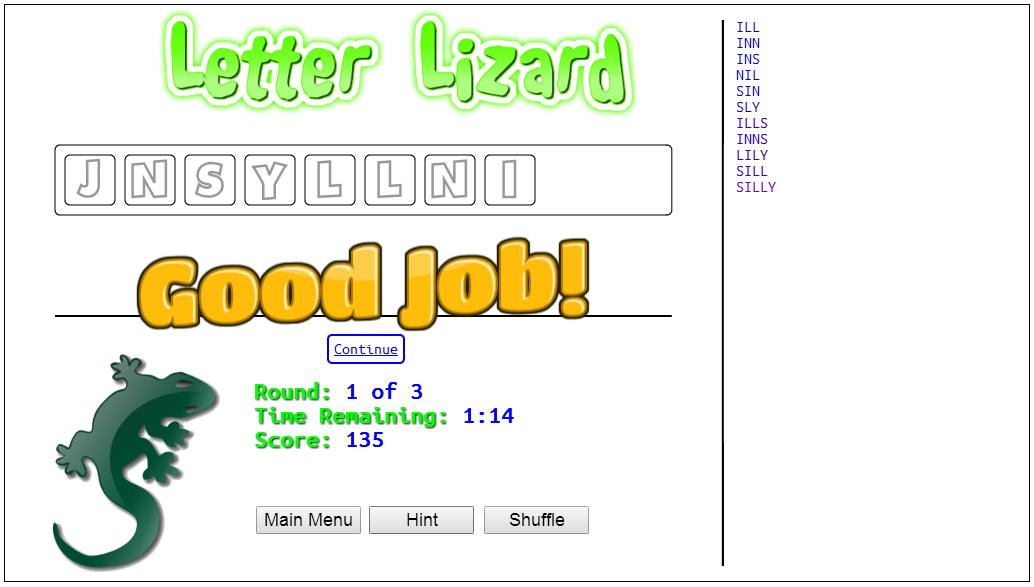 Letter Lizard
J N S Y L L N I
Good Job!
Continue
Round: 1 of 3
Time Remaining: 1:14
Score: 135
Main Menu
Hint
Shuffle
ILL
INN
INS
NIL
SIN
SLY
ILLS
INNS
LILY
SILL
SILLY